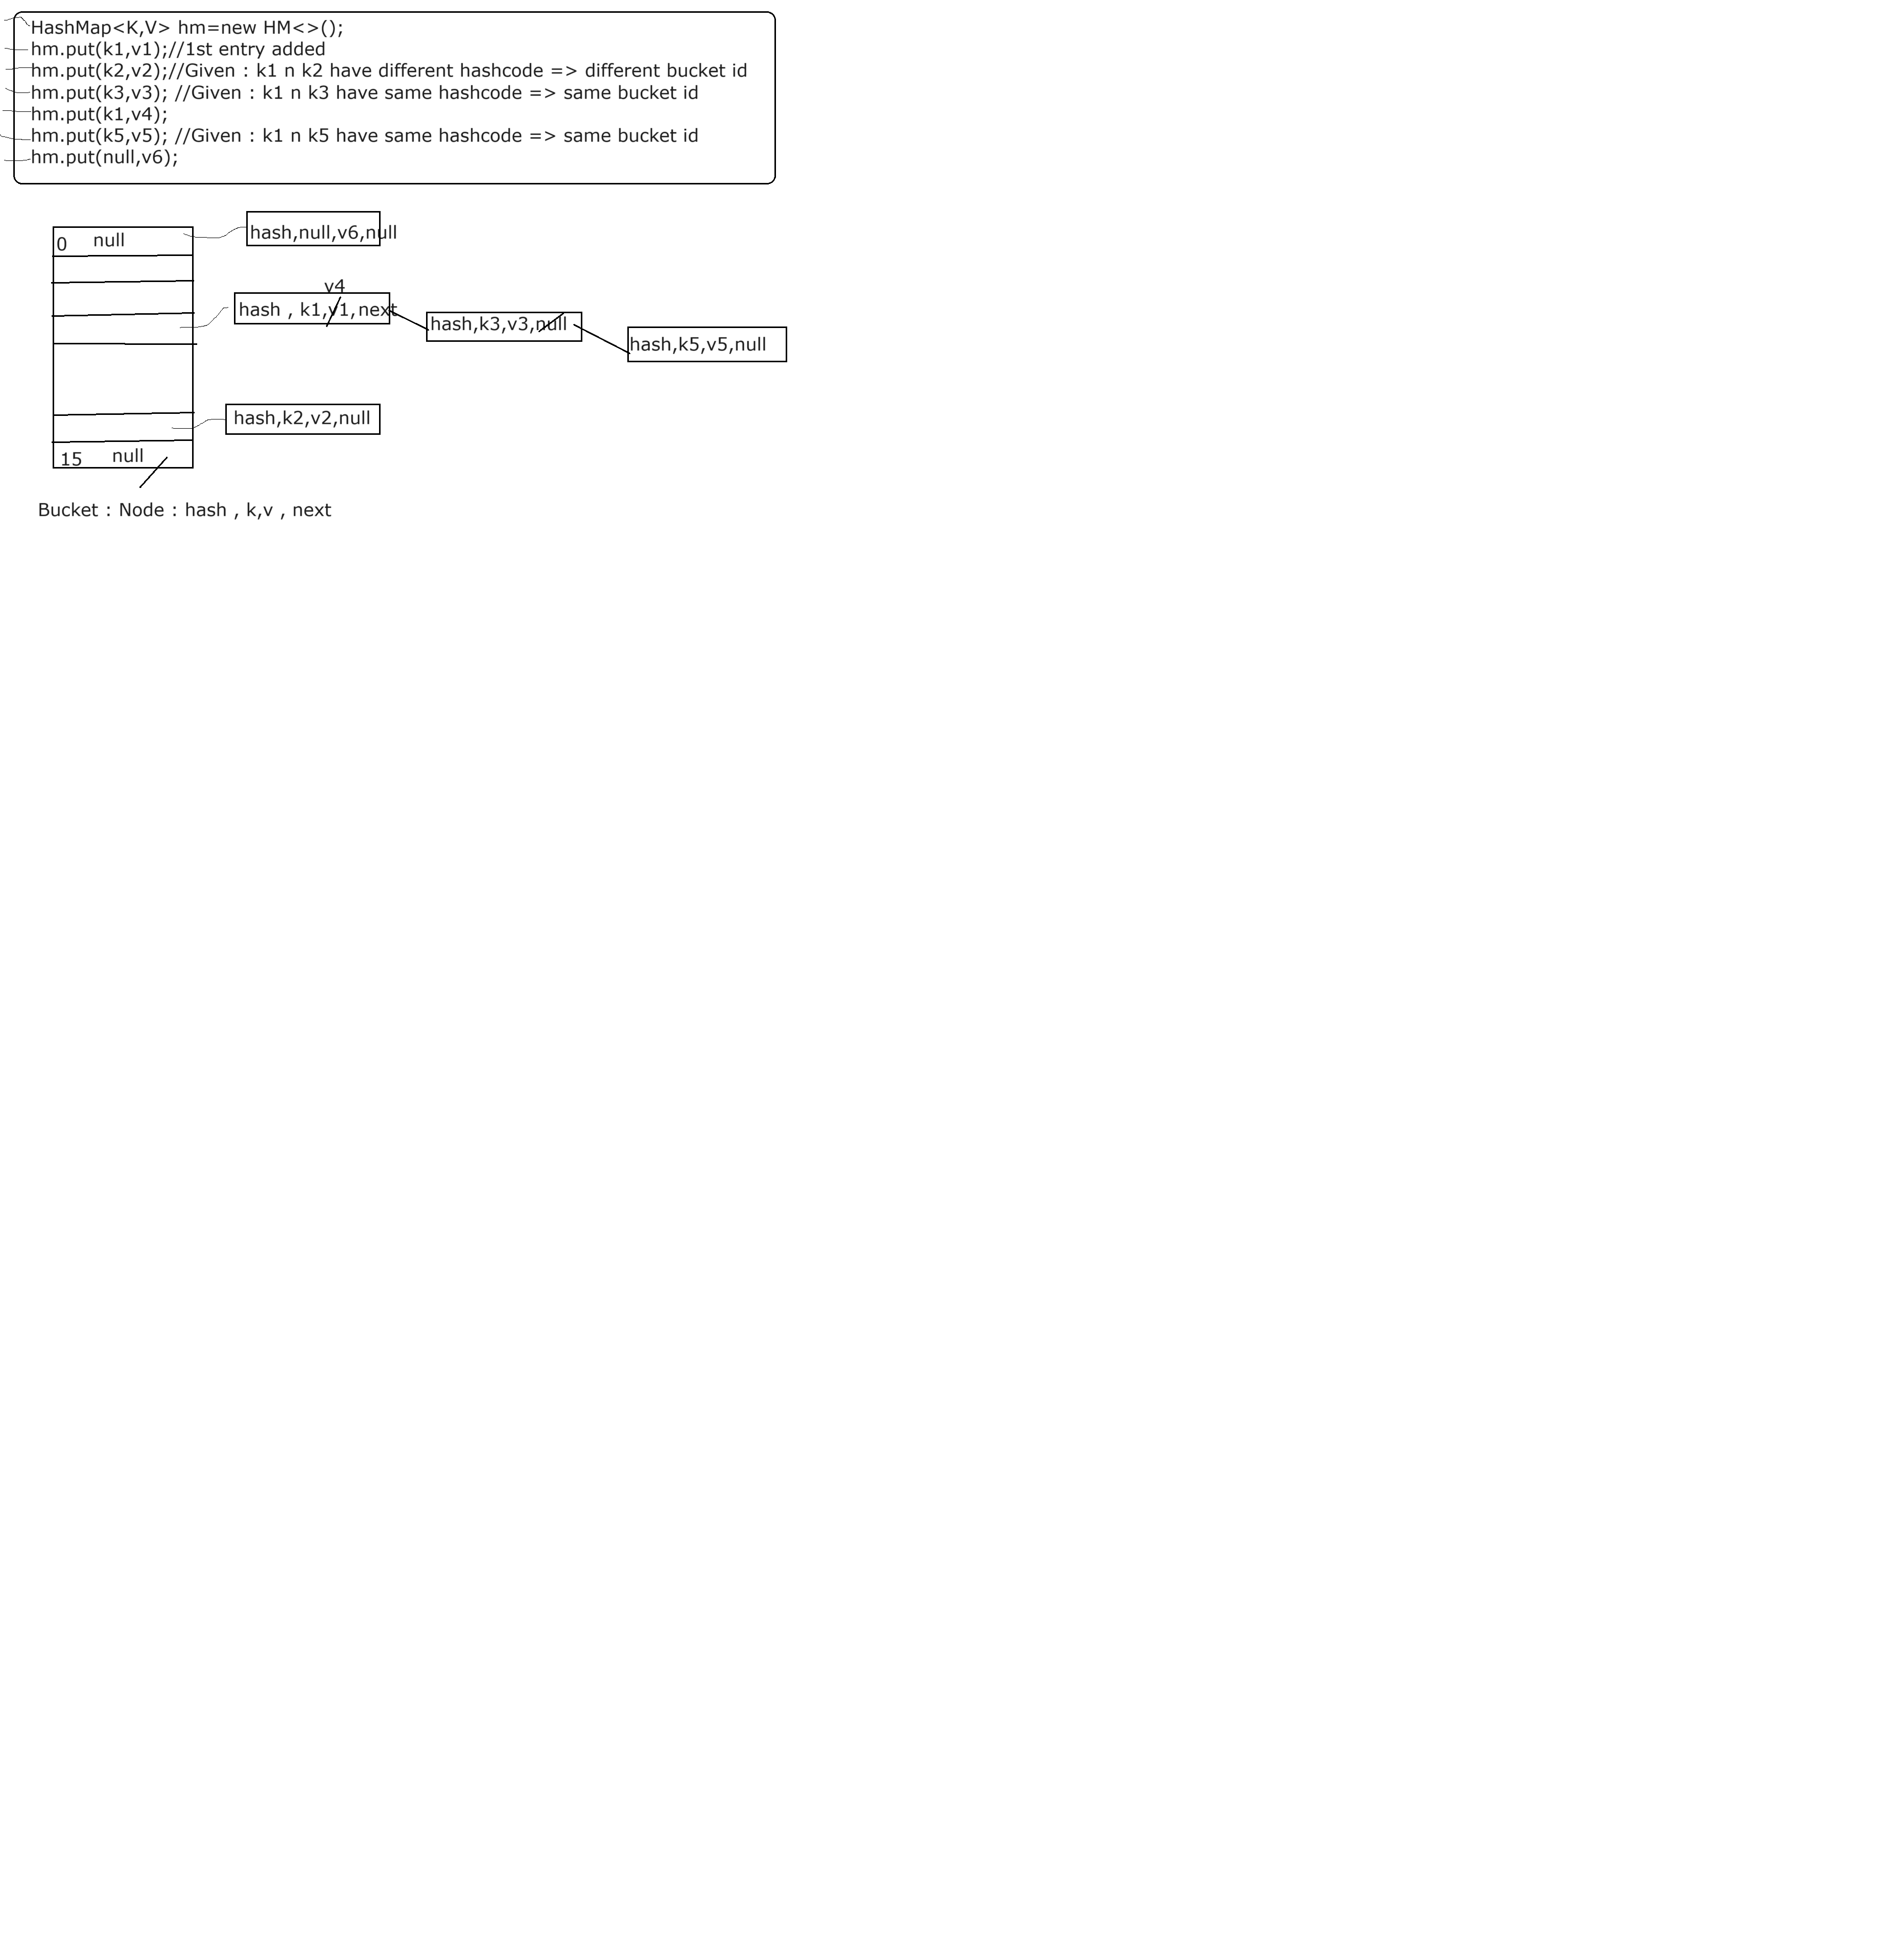 HashMap<K,V> hm=new HM<>();
hm.put(k1,v1);//1st entry added
hm.put(k2,v2);//Given : k1 n k2 have different hashcode => different bucket id
hm.put(k3,v3); //Given : k1 n k3 have same hashcode => same bucket id
hm.put(k1,v4);
hm.put(k5,v5); //Given : k1 n k5 have same hashcode => same bucket id
hm.put(null,v6);
0 null
hash,null,v6,null
v4
hash , k1,v1,next
hash,k3,v3,null
hash,k5,v5,null
hash,k2,v2,null
15 null
Bucket : Node : hash , k,v , next